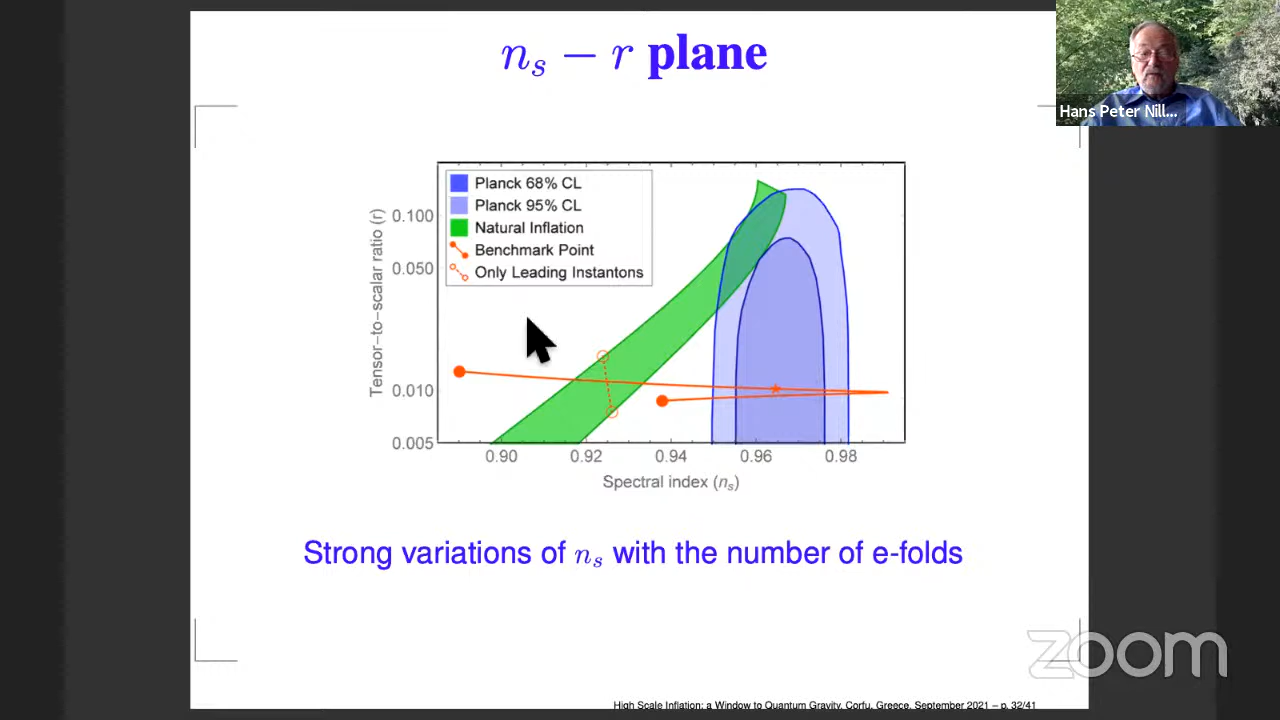 n_s − r plane
Hans Peter Nill...
Planck 68% CL
Planck 95% CL
Natural Inflation
Benchmark Point
Only Leading Instantons
Tensor-to-scalar ratio (r)
0.100
0.050
0.010
0.005
0.90 0.92 0.94 0.96 0.98
Spectral index (n_s)
Strong variations of n_s with the number of e-folds
zoom
High Scale Inflation: a Window to Quantum Gravity, Corfu, Greece, September 2021 – p. 32/41